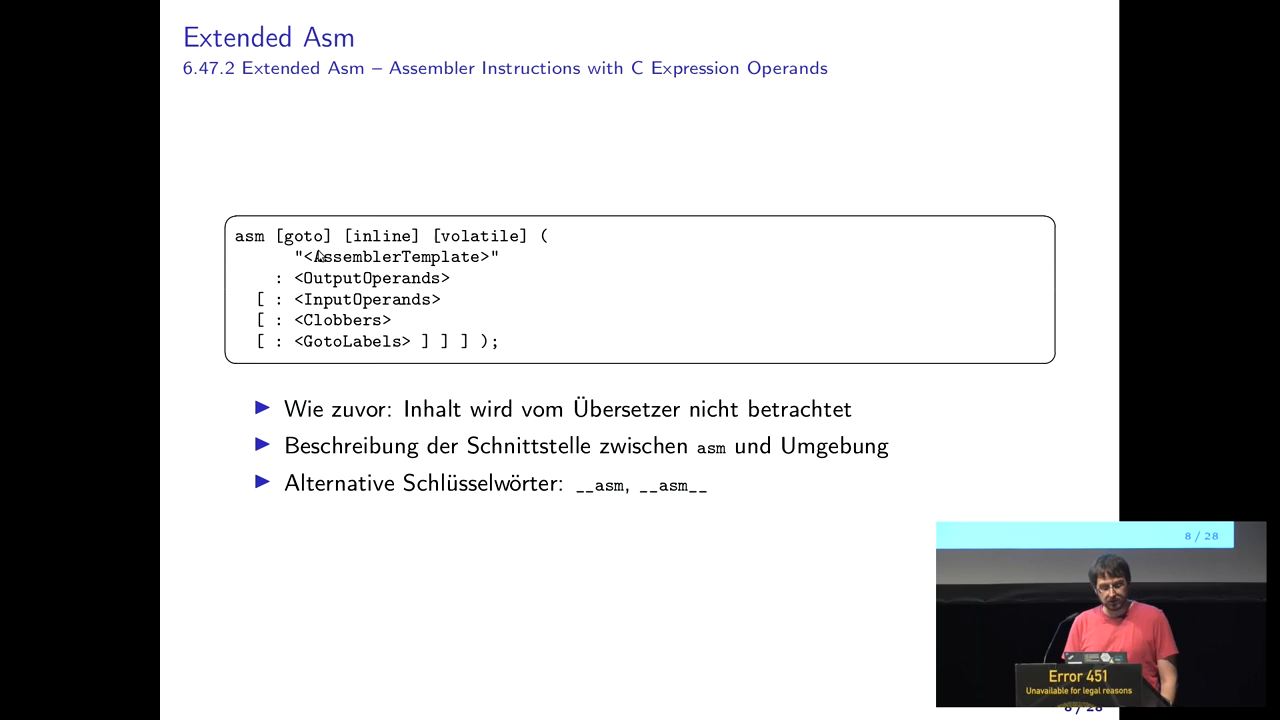 Extended Asm
6.47.2 Extended Asm – Assembler Instructions with C Expression Operands
asm [goto] [inline] [volatile] (
"<AssemblerTemplate>"
: <OutputOperands>
[ : <InputOperands>
[ : <Clobbers>
[ : <GotoLabels> ] ] ] );
Wie zuvor: Inhalt wird vom Übersetzer nicht betrachtet
Beschreibung der Schnittstelle zwischen asm und Umgebung
Alternative Schlüsselwörter: __asm, __asm__
8 / 28
Error 451
Unavailable for legal reasons
8 / 28